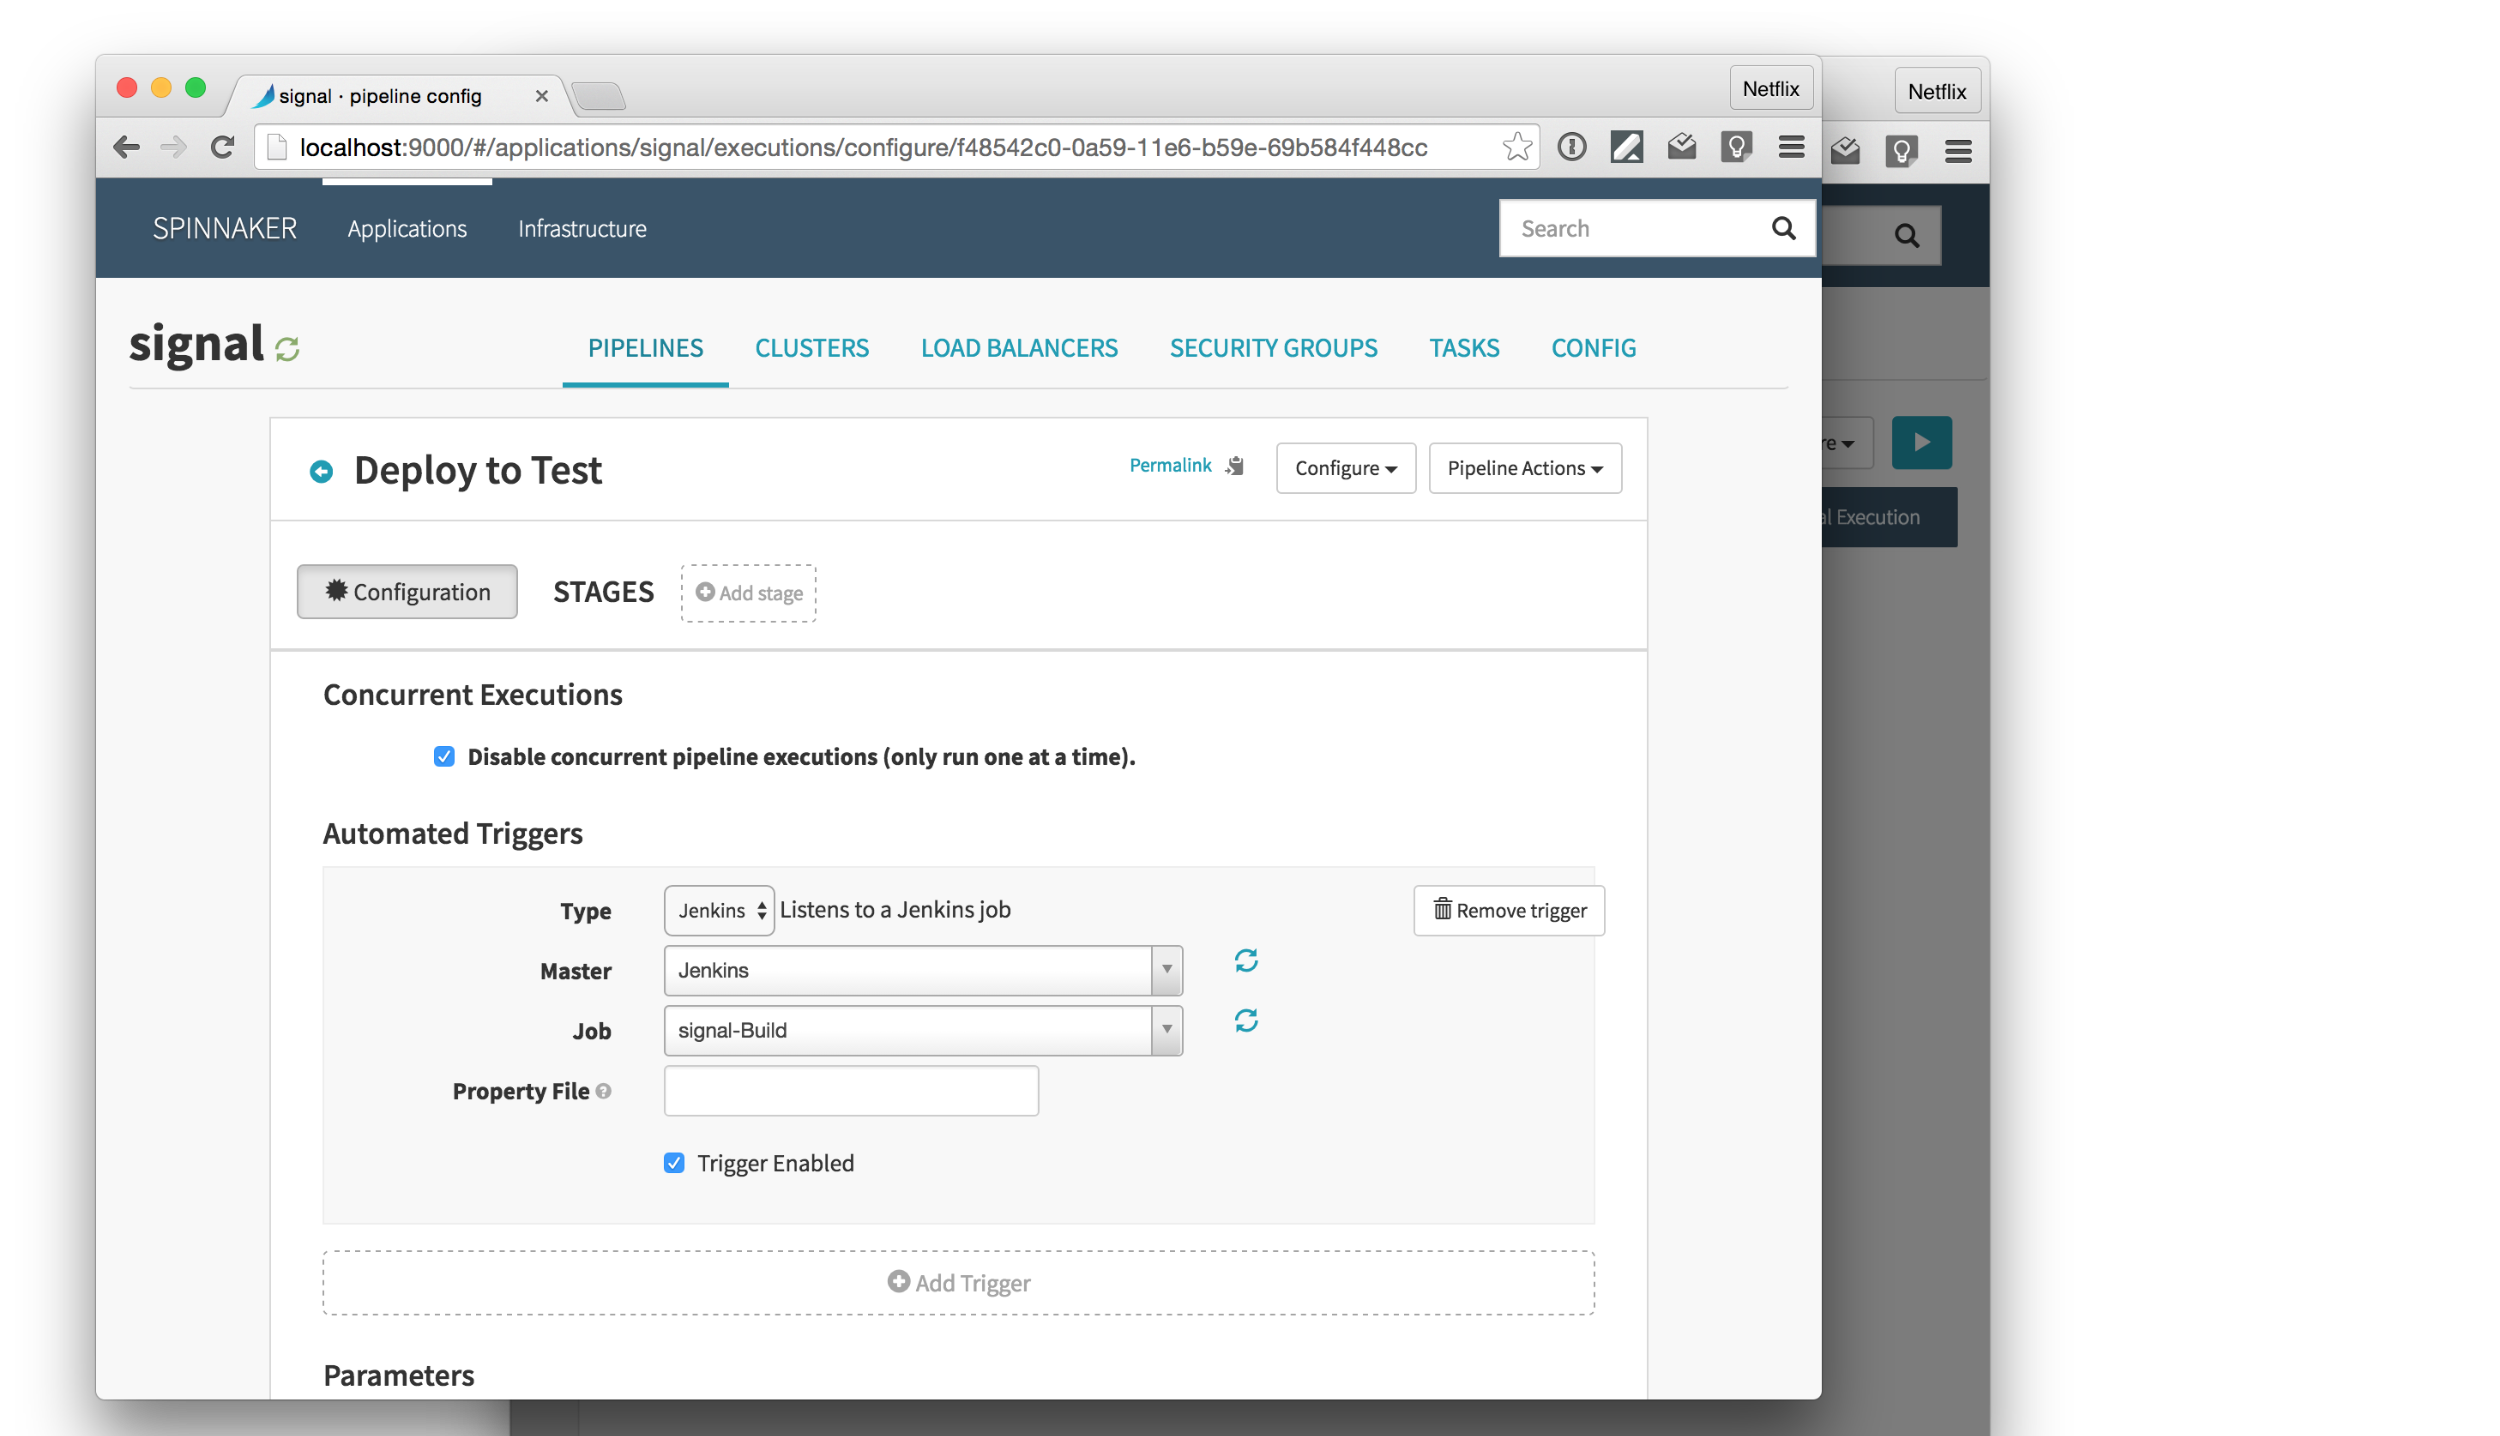 signal · pipeline config
Netflix
Netflix
localhost:9000/#/applications/signal/executions/configure/f48542c0-0a59-11e6-b59e-69b584f448cc
SPINNAKER Applications Infrastructure Search
signal PIPELINES CLUSTERS LOAD BALANCERS SECURITY GROUPS TASKS CONFIG
Deploy to Test Permalink Configure Pipeline Actions
Execution
Configuration STAGES Add stage
Concurrent Executions
Disable concurrent pipeline executions (only run one at a time).
Automated Triggers
Type Jenkins Listens to a Jenkins job Remove trigger
Master Jenkins
Job signal-Build
Property File
Trigger Enabled
Add Trigger
Parameters